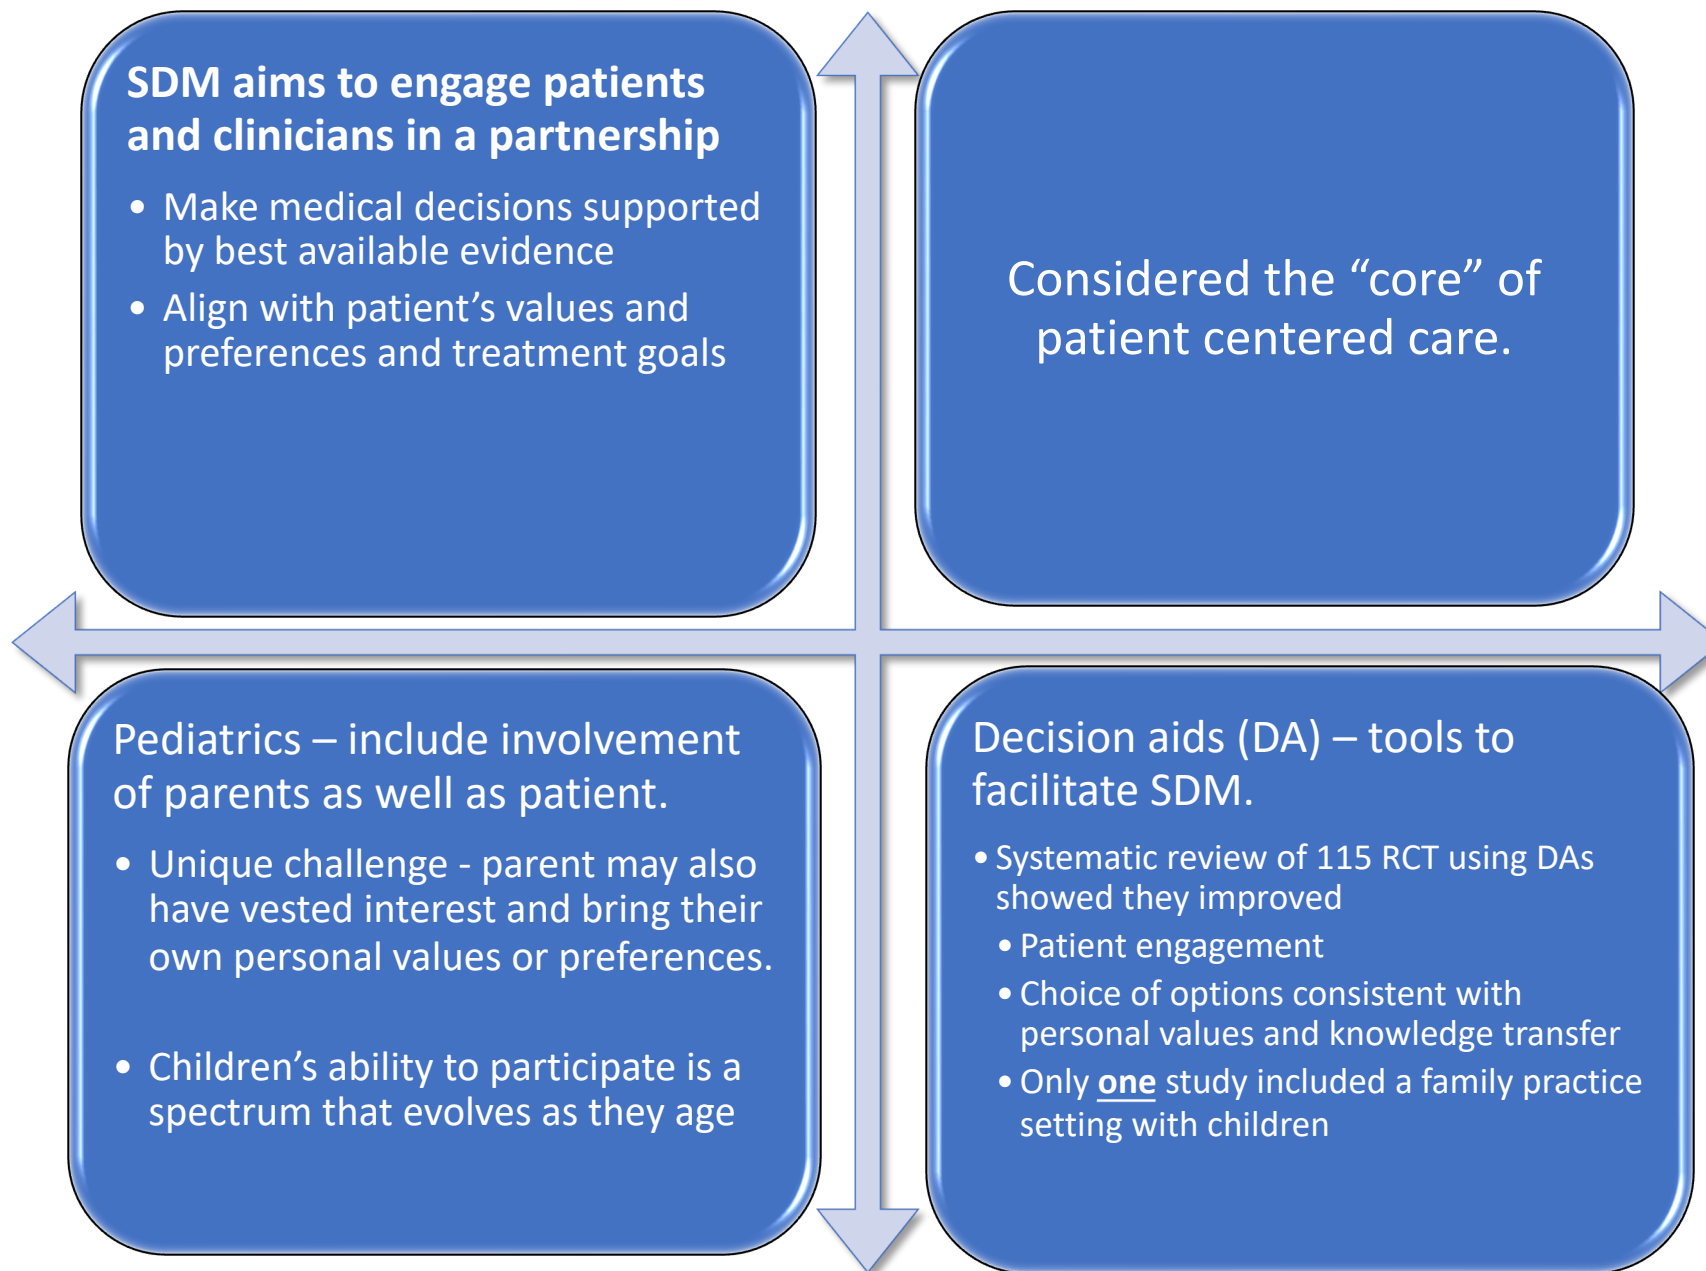 SDM aims to engage patients
and clinicians in a partnership
• Make medical decisions supported
by best available evidence
• Align with patient’s values and
preferences and treatment goals
Considered the “core” of
patient centered care.
Pediatrics – include involvement
of parents as well as patient.
• Unique challenge - parent may also
have vested interest and bring their
own personal values or preferences.
• Children’s ability to participate is a
spectrum that evolves as they age
Decision aids (DA) – tools to
facilitate SDM.
• Systematic review of 115 RCT using DAs
showed they improved
• Patient engagement
• Choice of options consistent with
personal values and knowledge transfer
• Only one study included a family practice
setting with children